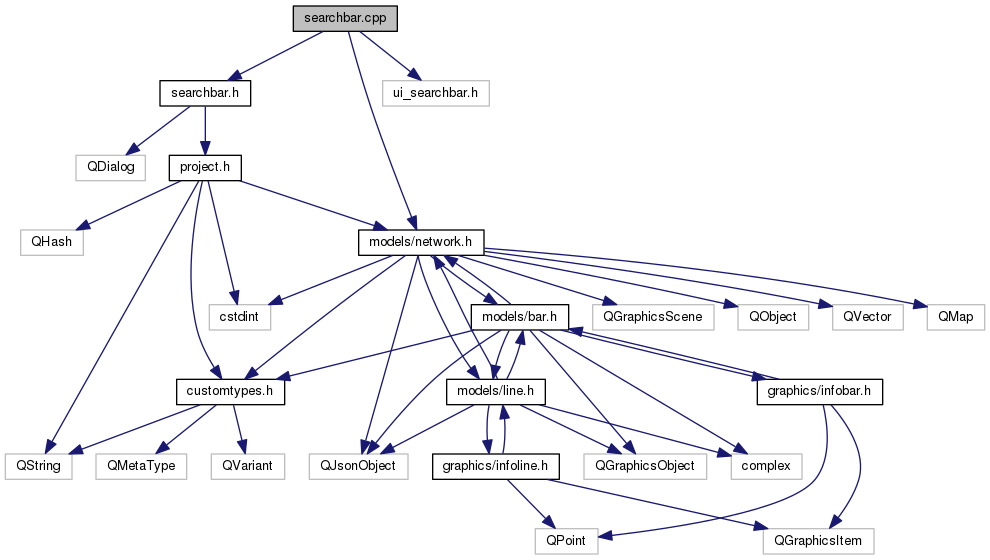 searchbar.cpp
searchbar.h
ui_searchbar.h
QDialog
project.h
QHash
models/network.h
cstdint
models/bar.h
QGraphicsScene
QObject
QVector
QMap
customtypes.h
models/line.h
graphics/infobar.h
QString
QMetaType
QVariant
QJsonObject
graphics/infoline.h
QGraphicsObject
complex
QPoint
QGraphicsItem